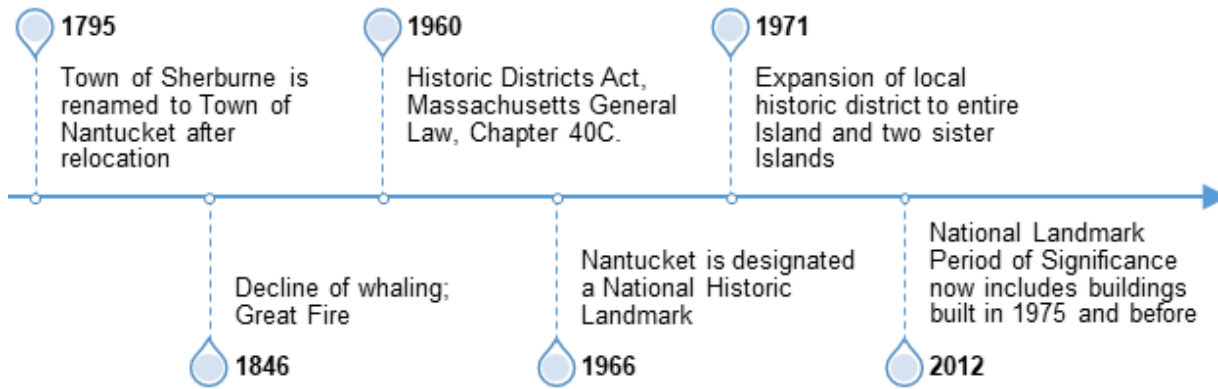 1795
Town of Sherburne is
renamed to Town of
Nantucket after
relocation
1960
Historic Districts Act,
Massachusetts General
Law, Chapter 40C.
1971
Expansion of local
historic district to entire
Island and two sister
Islands
Decline of whaling;
Great Fire
1846
Nantucket is designated
a National Historic
Landmark
1966
National Landmark
Period of Significance
now includes buildings
built in 1975 and before
2012